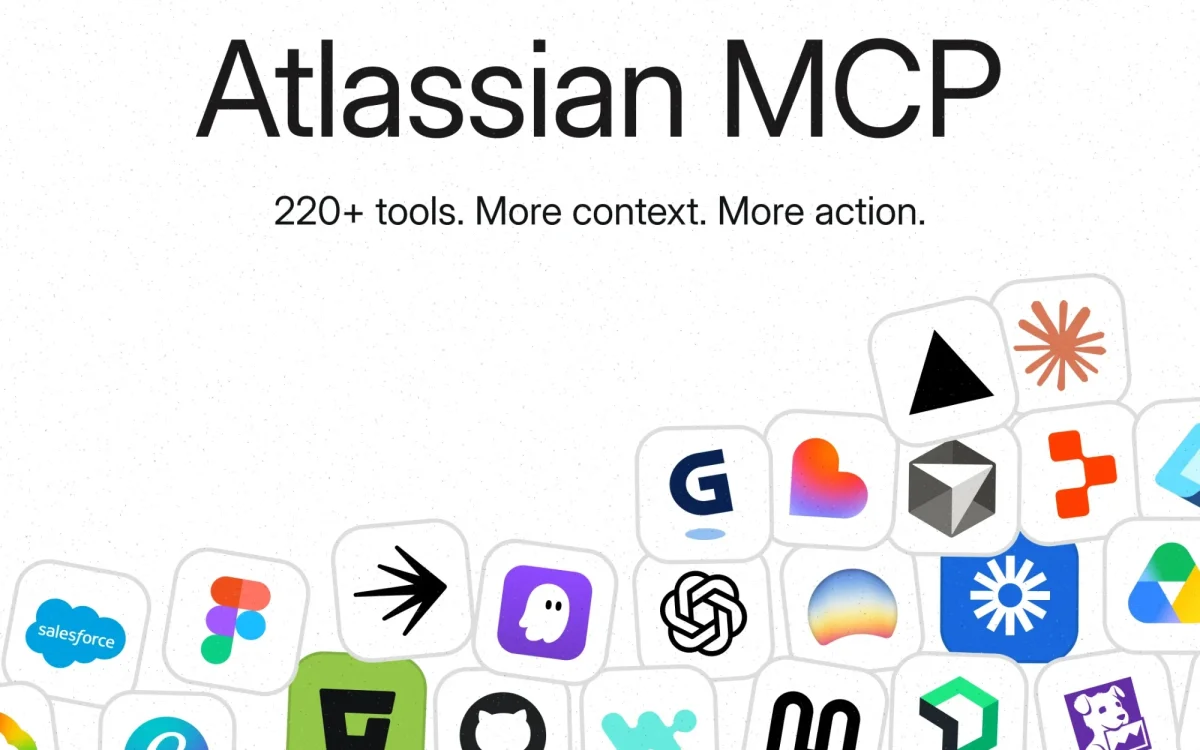 Atlassian MCP
220+ tools. More context. More action.
salesforce